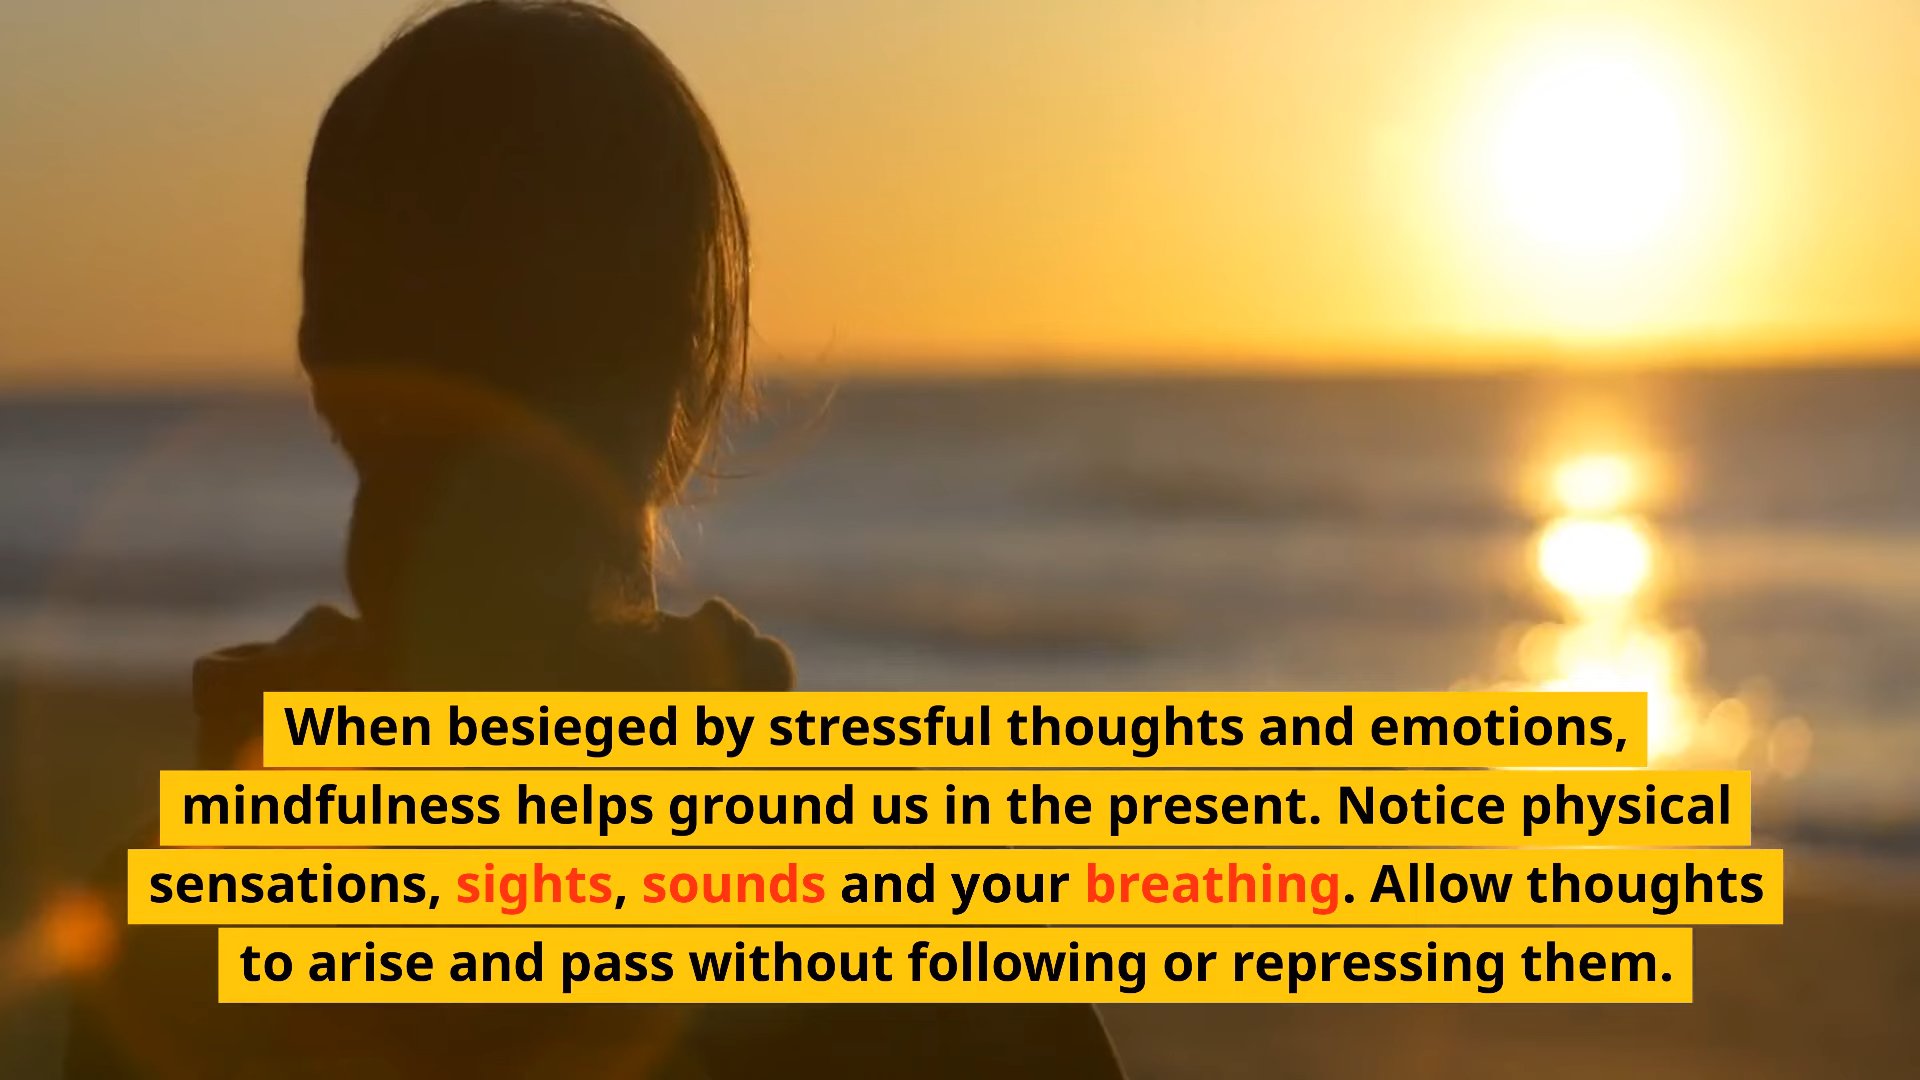 When besieged by stressful thoughts and emotions,
mindfulness helps ground us in the present. Notice physical
sensations, sights, sounds and your breathing. Allow thoughts
to arise and pass without following or repressing them.